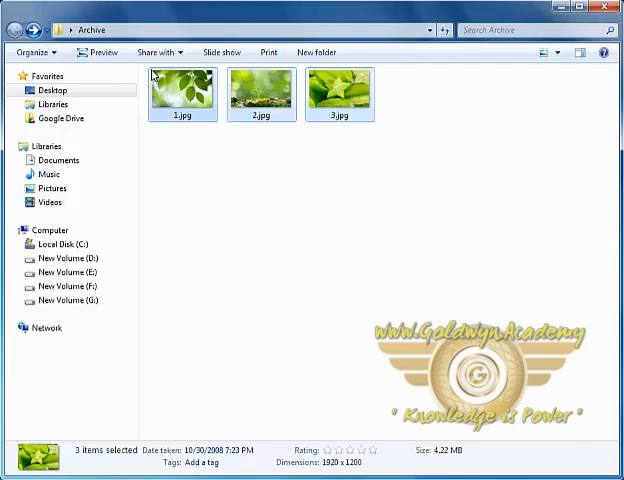 Archive
Search Archive
Organize Preview Share with Slide show Print New folder
Favorites
Desktop
Libraries
Google Drive
Libraries
Documents
Music
Pictures
Videos
Computer
Local Disk (C:)
New Volume (D:)
New Volume (E:)
New Volume (F:)
New Volume (G:)
Network
1.jpg 2.jpg 3.jpg
www.GoldwynAcademy
G
" Knowledge is Power "
3 items selected Date taken: 10/30/2008 7:23 PM Rating: Size: 4.22 MB
Tags: Add a tag Dimensions: 1920 x 1200